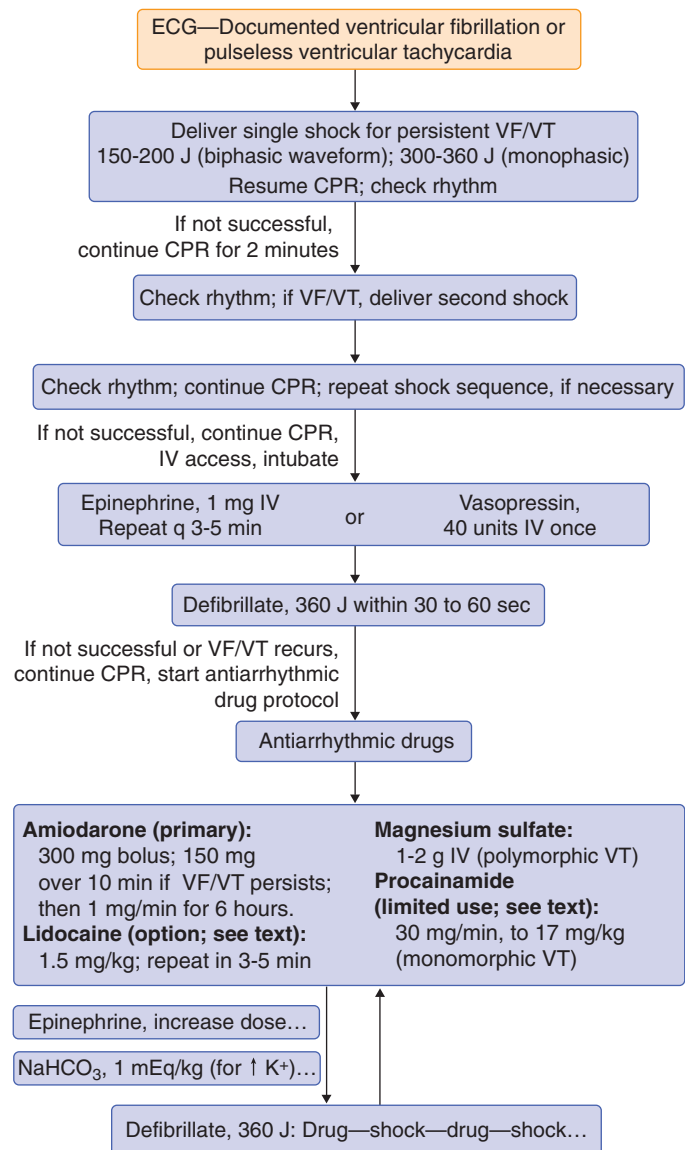 ECG—Documented ventricular fibrillation or
pulseless ventricular tachycardia
Deliver single shock for persistent VF/VT
150-200 J (biphasic waveform); 300-360 J (monophasic)
Resume CPR; check rhythm
If not successful,
continue CPR for 2 minutes
Check rhythm; if VF/VT, deliver second shock
Check rhythm; continue CPR; repeat shock sequence, if necessary
If not successful, continue CPR,
IV access, intubate
Epinephrine, 1 mg IV
Repeat q 3-5 min
or
Vasopressin,
40 units IV once
Defibrillate, 360 J within 30 to 60 sec
If not successful or VF/VT recurs,
continue CPR, start antiarrhythmic
drug protocol
Antiarrhythmic drugs
Amiodarone (primary):
300 mg bolus; 150 mg
over 10 min if VF/VT persists;
then 1 mg/min for 6 hours.
Lidocaine (option; see text):
1.5 mg/kg; repeat in 3-5 min
Magnesium sulfate:
1-2 g IV (polymorphic VT)
Procainamide
(limited use; see text):
30 mg/min, to 17 mg/kg
(monomorphic VT)
Epinephrine, increase dose…
NaHCO₃, 1 mEq/kg (for ↑ K⁺)…
Defibrillate, 360 J: Drug—shock—drug—shock…